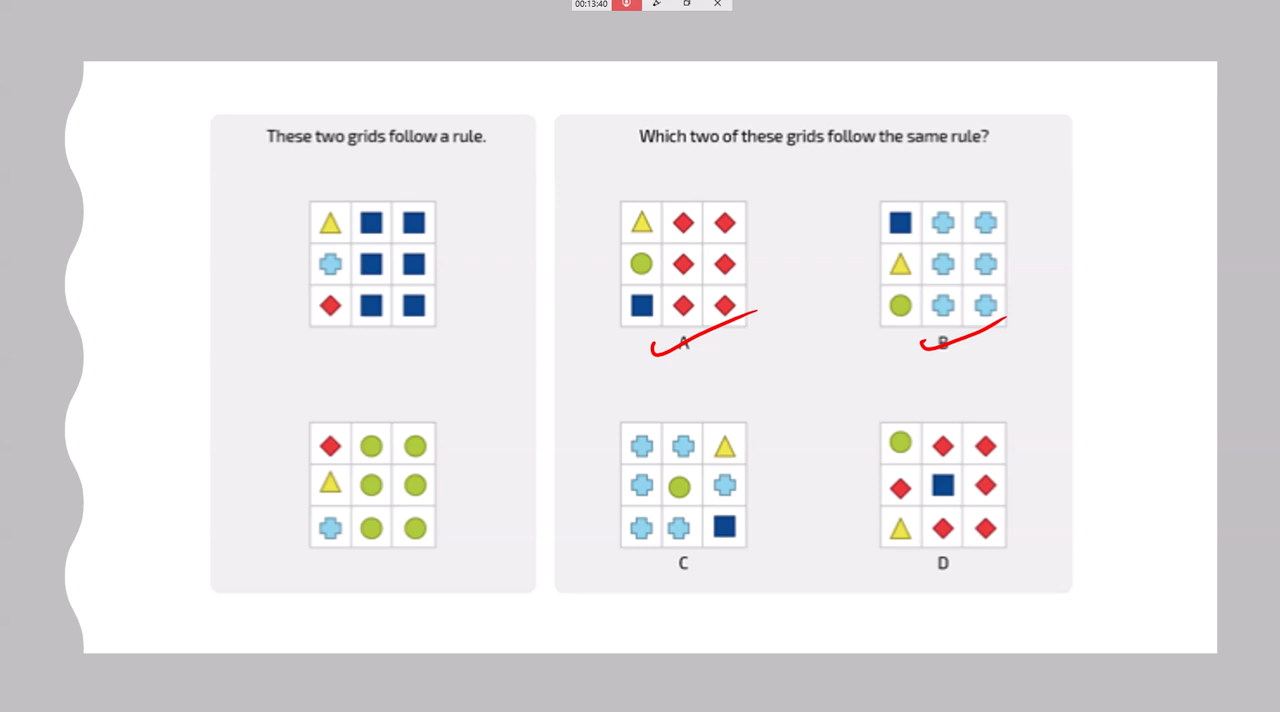 00:13:40
These two grids follow a rule.
Which two of these grids follow the same rule?
A
B
C
D